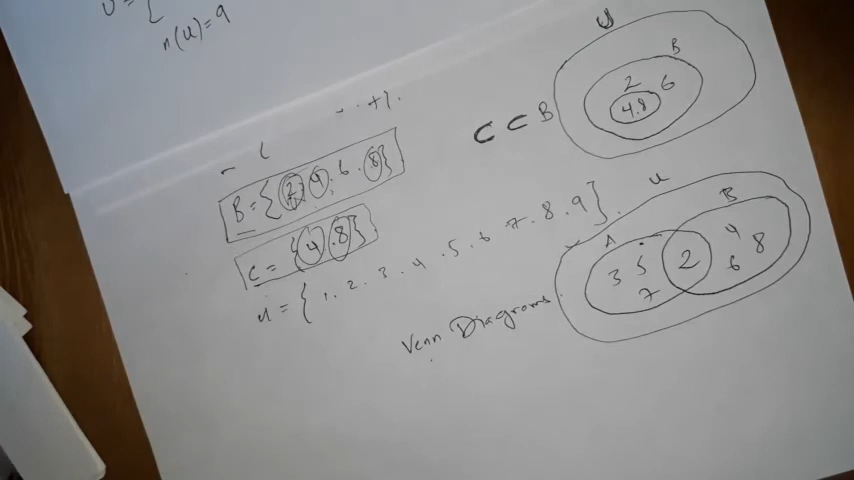 U = {
n(U) = 9
U
B
2 6
4.8
C ⊂ B
B = {2, 4, 6, 8}
C = {4, 8}
u = { 1. 2. 3. 4. 5. 6 7. 8. 9 }.
u
A B
3 5 7 2 4 6 8
Venn Diagrams.